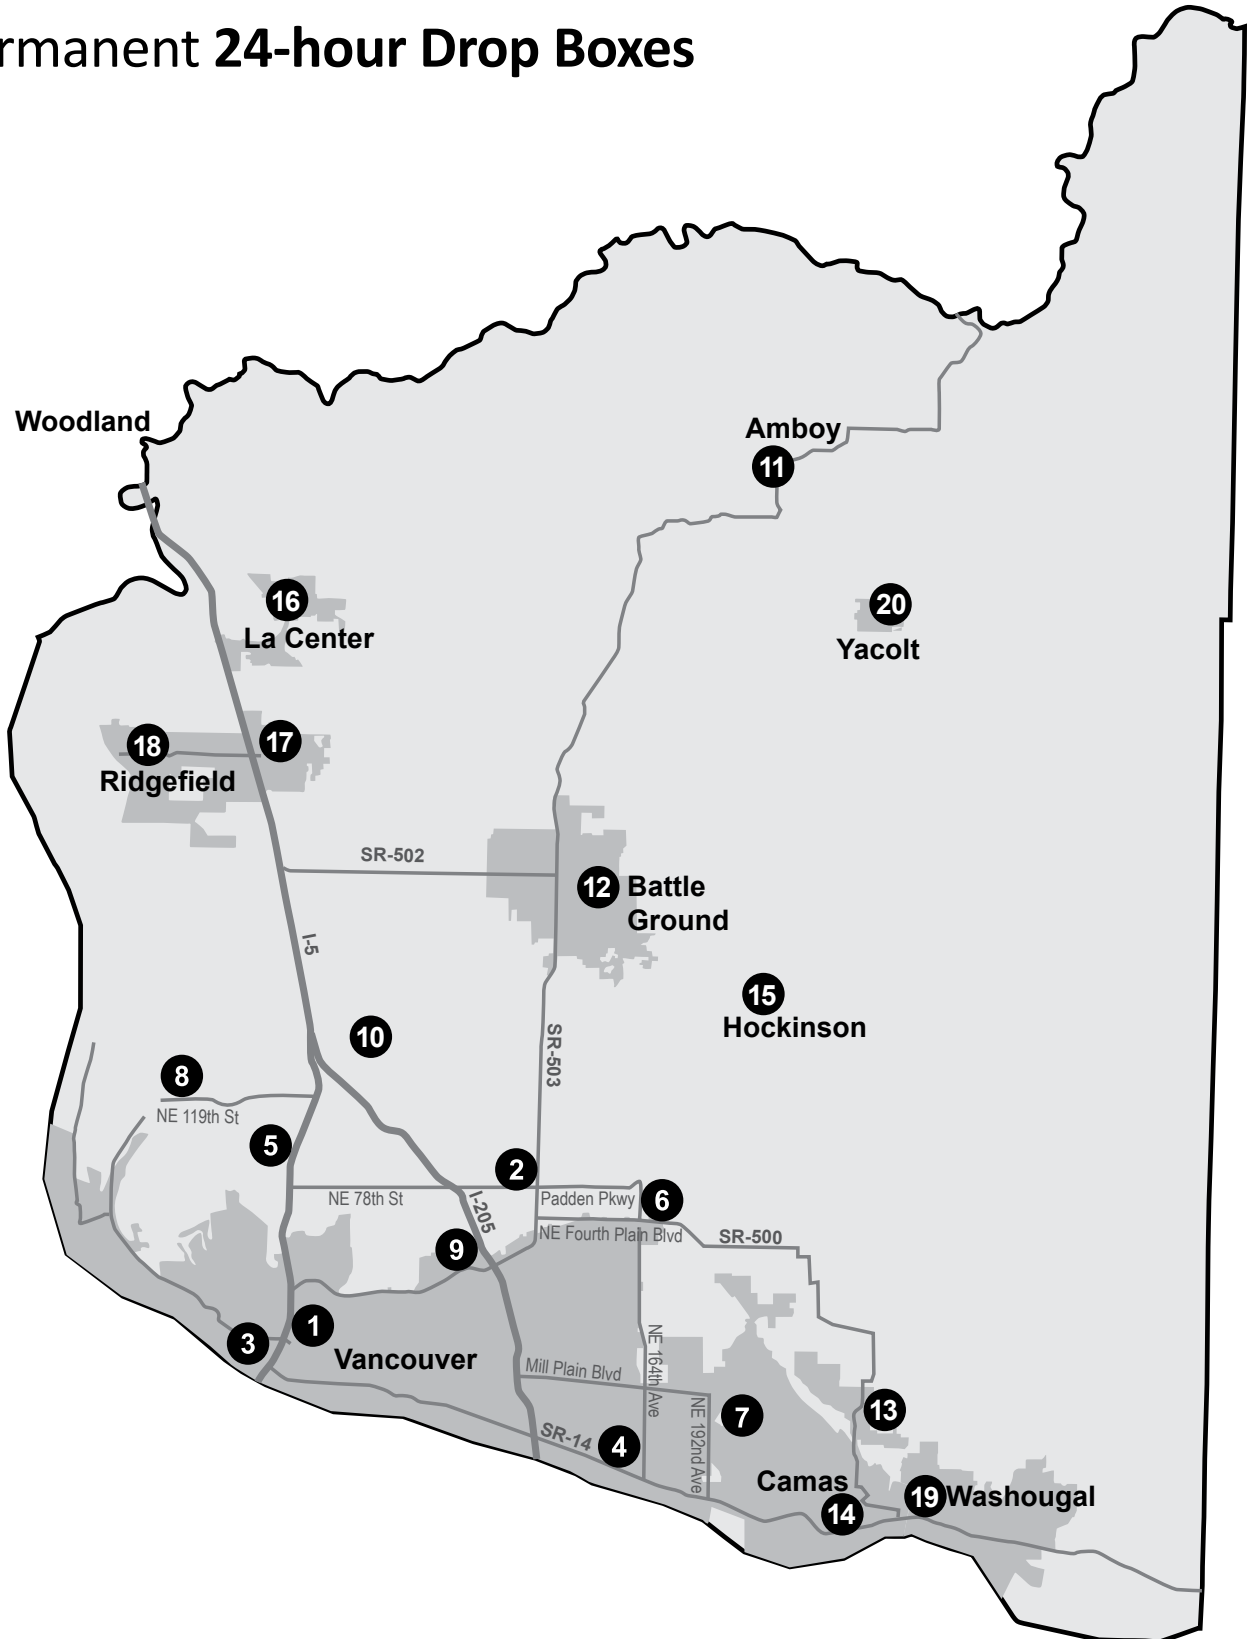 rmanent 24-hour Drop Boxes
Woodland
Amboy
11
16
La Center
20
Yacolt
18
17
Ridgefield
SR-502
12
Battle
Ground
I-5
15
Hockinson
10
SR-503
8
NE 119th St
5
2
NE 78th St
Padden Pkwy
6
I-205
NE Fourth Plain Blvd
SR-500
9
1
3
Vancouver
NE 164th Ave
Mill Plain Blvd
NE 192nd Ave
7
13
SR-14
4
Camas
14
19
Washougal